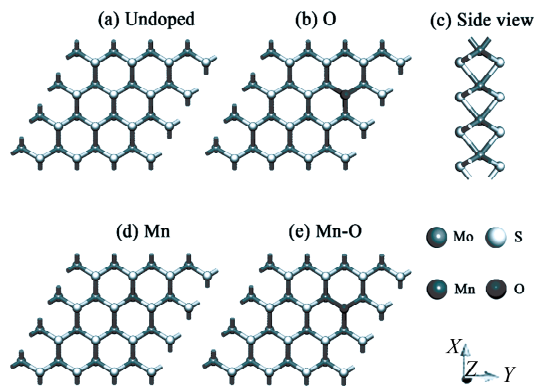 (a) Undoped (b) O (c) Side view
(d) Mn (e) Mn-O
Mo S
Mn O
X
Z Y